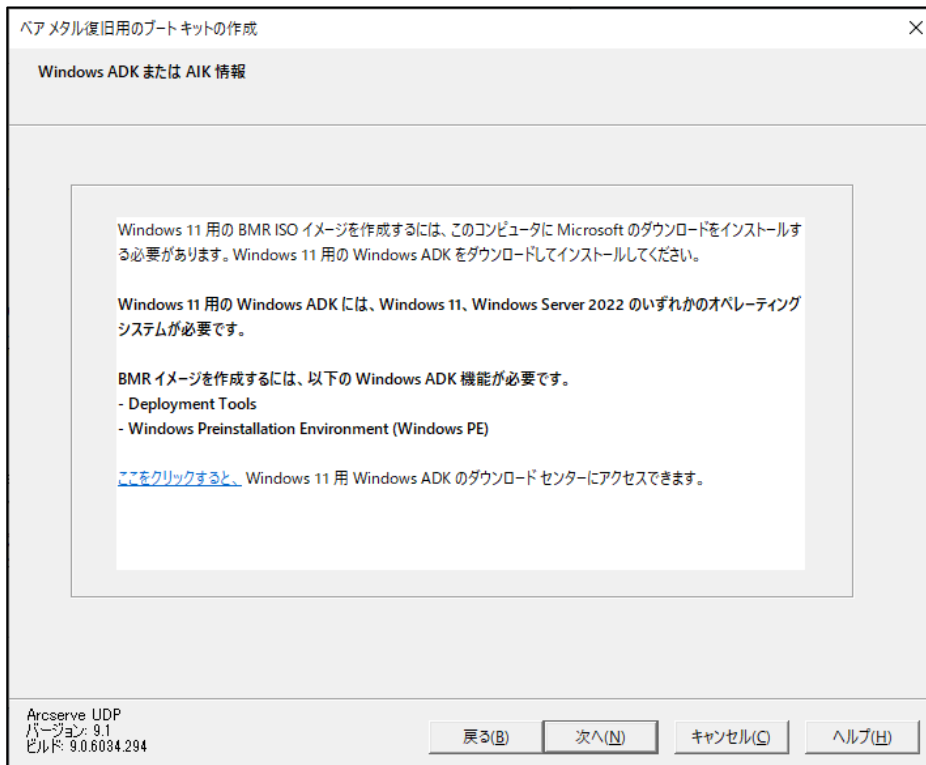 ベア メタル復旧用のブート キットの作成
Windows ADK または AIK 情報
Windows 11 用の BMR ISO イメージを作成するには、このコンピュータに Microsoft のダウンロードをインストールす
る必要があります。Windows 11 用の Windows ADK をダウンロードしてインストールしてください。
Windows 11 用の Windows ADK には、Windows 11、Windows Server 2022 のいずれかのオペレーティング
システムが必要です。
BMR イメージを作成するには、以下の Windows ADK 機能が必要です。
- Deployment Tools
- Windows Preinstallation Environment (Windows PE)
ここをクリックすると、 Windows 11 用 Windows ADK のダウンロード センターにアクセスできます。
Arcserve UDP
バージョン: 9.1
ビルド: 9.0.6034.294
戻る(B) 次へ(N) キャンセル(C) ヘルプ(H)